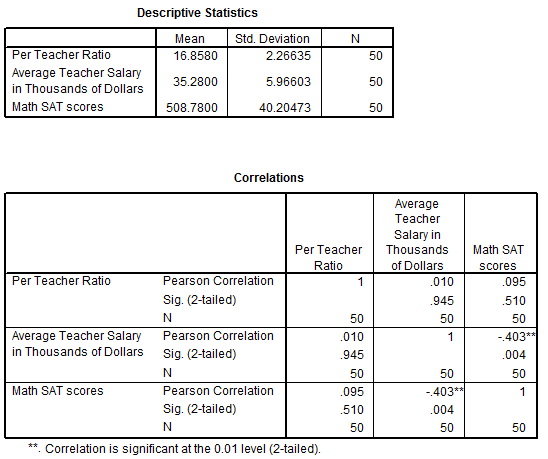 Descriptive Statistics
Mean Std. Deviation N
Per Teacher Ratio 16.8580 2.26635 50
Average Teacher Salary
in Thousands of Dollars 35.2800 5.96603 50
Math SAT scores 508.7800 40.20473 50
Correlations
Per Teacher
Ratio
Average
Teacher
Salary in
Thousands
of Dollars
Math SAT
scores
Per Teacher Ratio Pearson Correlation 1 .010 .095
Sig. (2-tailed) .945 .510
N 50 50 50
Average Teacher Salary
in Thousands of Dollars
Pearson Correlation .010 1 -.403**
Sig. (2-tailed) .945 .004
N 50 50 50
Math SAT scores Pearson Correlation .095 -.403** 1
Sig. (2-tailed) .510 .004
N 50 50 50
**. Correlation is significant at the 0.01 level (2-tailed).